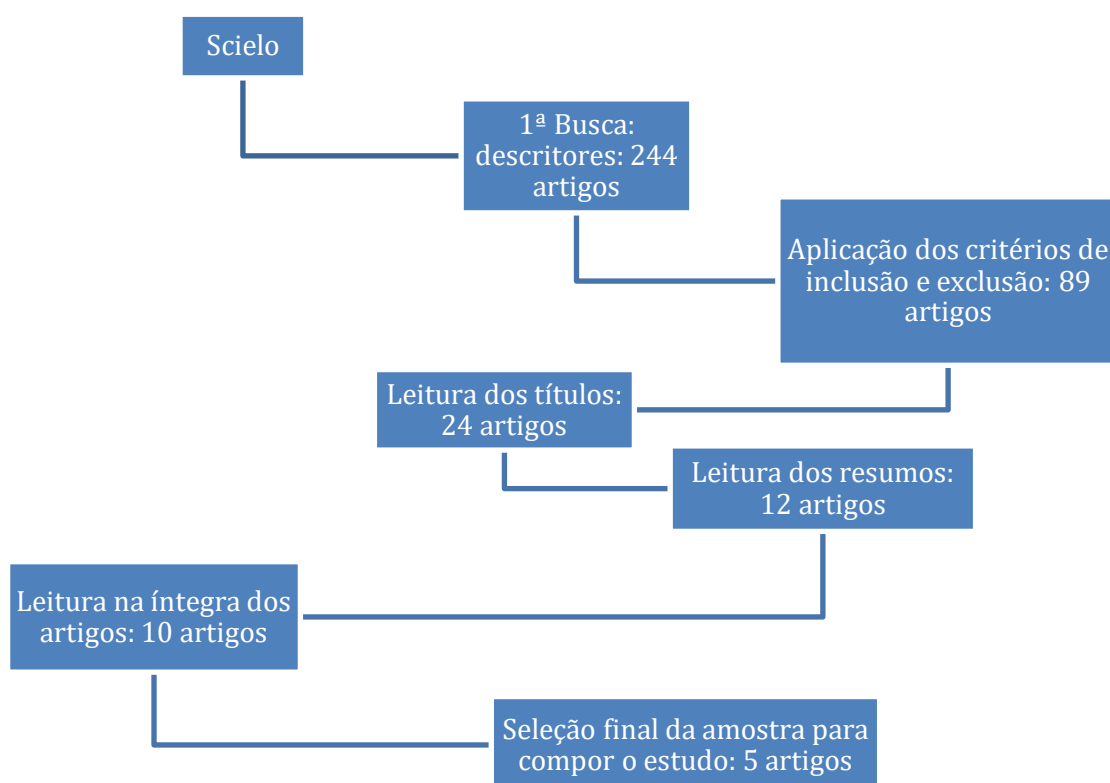 Scielo
1ª Busca:
descritores: 244
artigos
Aplicação dos critérios de
inclusão e exclusão: 89
artigos
Leitura dos títulos:
24 artigos
Leitura dos resumos:
12 artigos
Leitura na íntegra dos
artigos: 10 artigos
Seleção final da amostra para
compor o estudo: 5 artigos